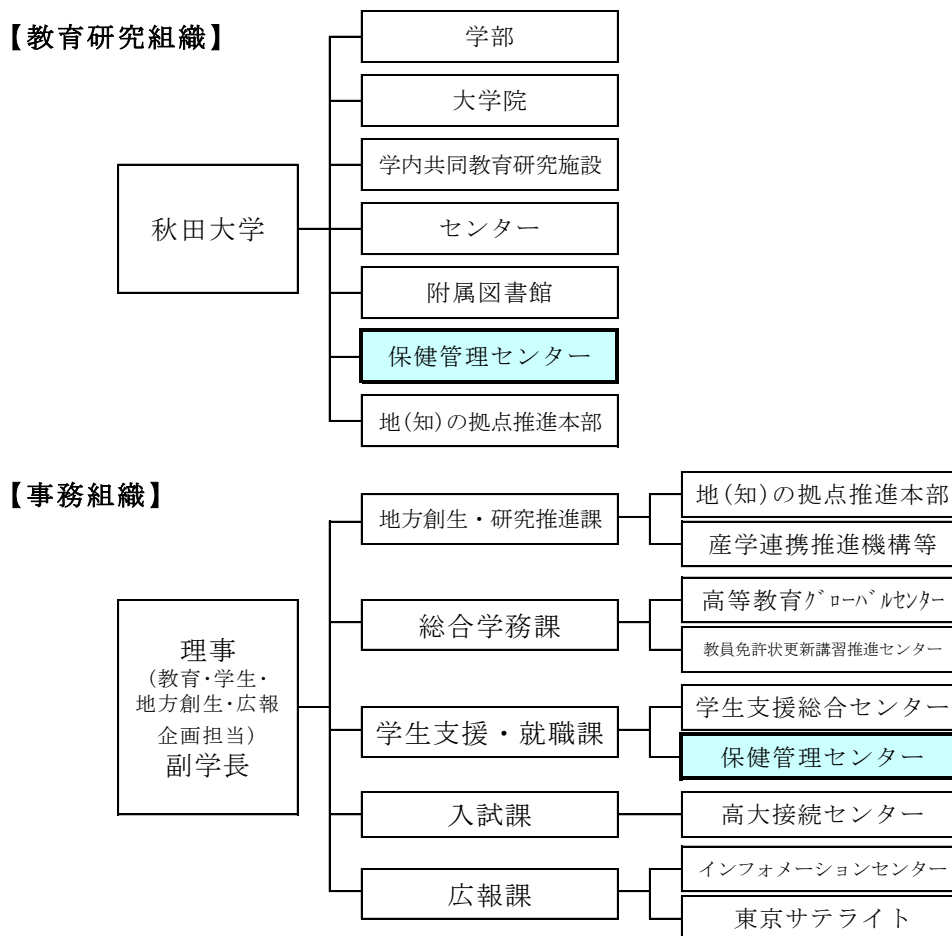 【教育研究組織】
学部
大学院
学内共同教育研究施設
秋田大学
センター
附属図書館
保健管理センター
地(知)の拠点推進本部
【事務組織】
地方創生・研究推進課
地(知)の拠点推進本部
産学連携推進機構等
理事
(教育・学生・
地方創生・広報
企画担当)
副学長
総合学務課
高等教育ｸﾞﾛｰﾊﾞﾙｾﾝﾀｰ
教員免許状更新講習推進センター
学生支援・就職課
学生支援総合センター
保健管理センター
入試課
高大接続センター
広報課
インフォメーションセンター
東京サテライト